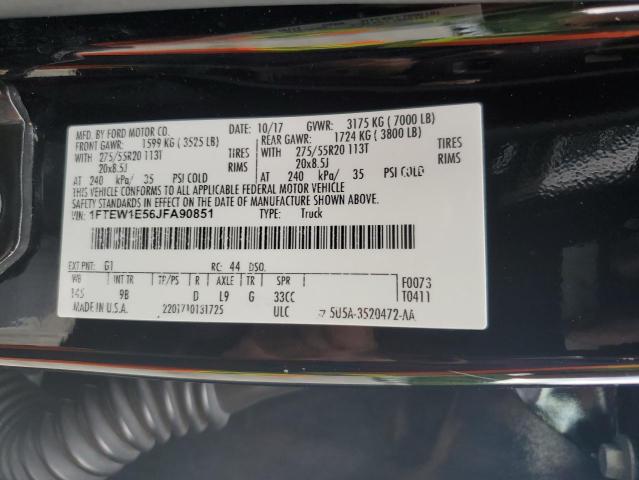 MFD. BY FORD MOTOR CO. DATE: 10/17 GVWR: 3175 KG ( 7000 LB)
FRONT GAWR: 1599 KG ( 3525 LB) REAR GAWR: 1724 KG ( 3800 LB)
WITH 275/55R20 113T TIRES WITH 275/55R20 113T TIRES
20x8.5J RIMS 20x8.5J RIMS
AT 240 kPa/ 35 PSI COLD AT 240 kPa/ 35 PSI COLD
THIS VEHICLE CONFORMS TO ALL APPLICABLE FEDERAL MOTOR VEHICLE
SAFETY STANDARDS IN EFFECT ON THE DATE OF MANUFACTURE SHOWN ABOVE.
VIN: 1FTEW1E56JFA90851 TYPE: Truck
EXT PNT: G1 RC: 44 DSO:
WB INT TR TP/PS R AXLE TR SPR F0073
145 9B D L9 G 33CC T0411
MADE IN U.S.A. 2201710131725 ULC 5U5A-3520472-AA